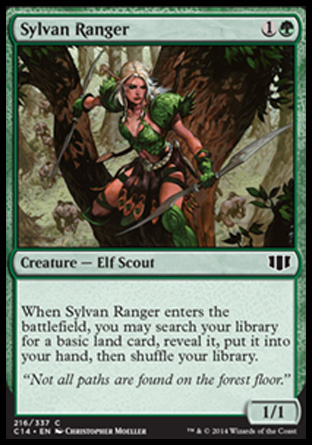 Sylvan Ranger 1
Creature — Elf Scout
When Sylvan Ranger enters the
battlefield, you may search your library
for a basic land card, reveal it, put it into
your hand, then shuffle your library.
“Not all paths are found on the forest floor.”
1/1
216/337 C
C14 • EN Christopher Moeller ™ & © 2014 Wizards of the Coast